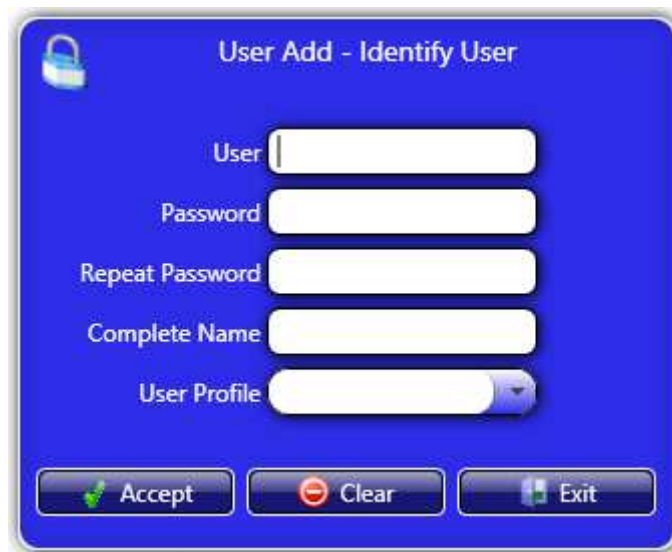 User Add - Identify User
User
Password
Repeat Password
Complete Name
User Profile
Accept Clear Exit